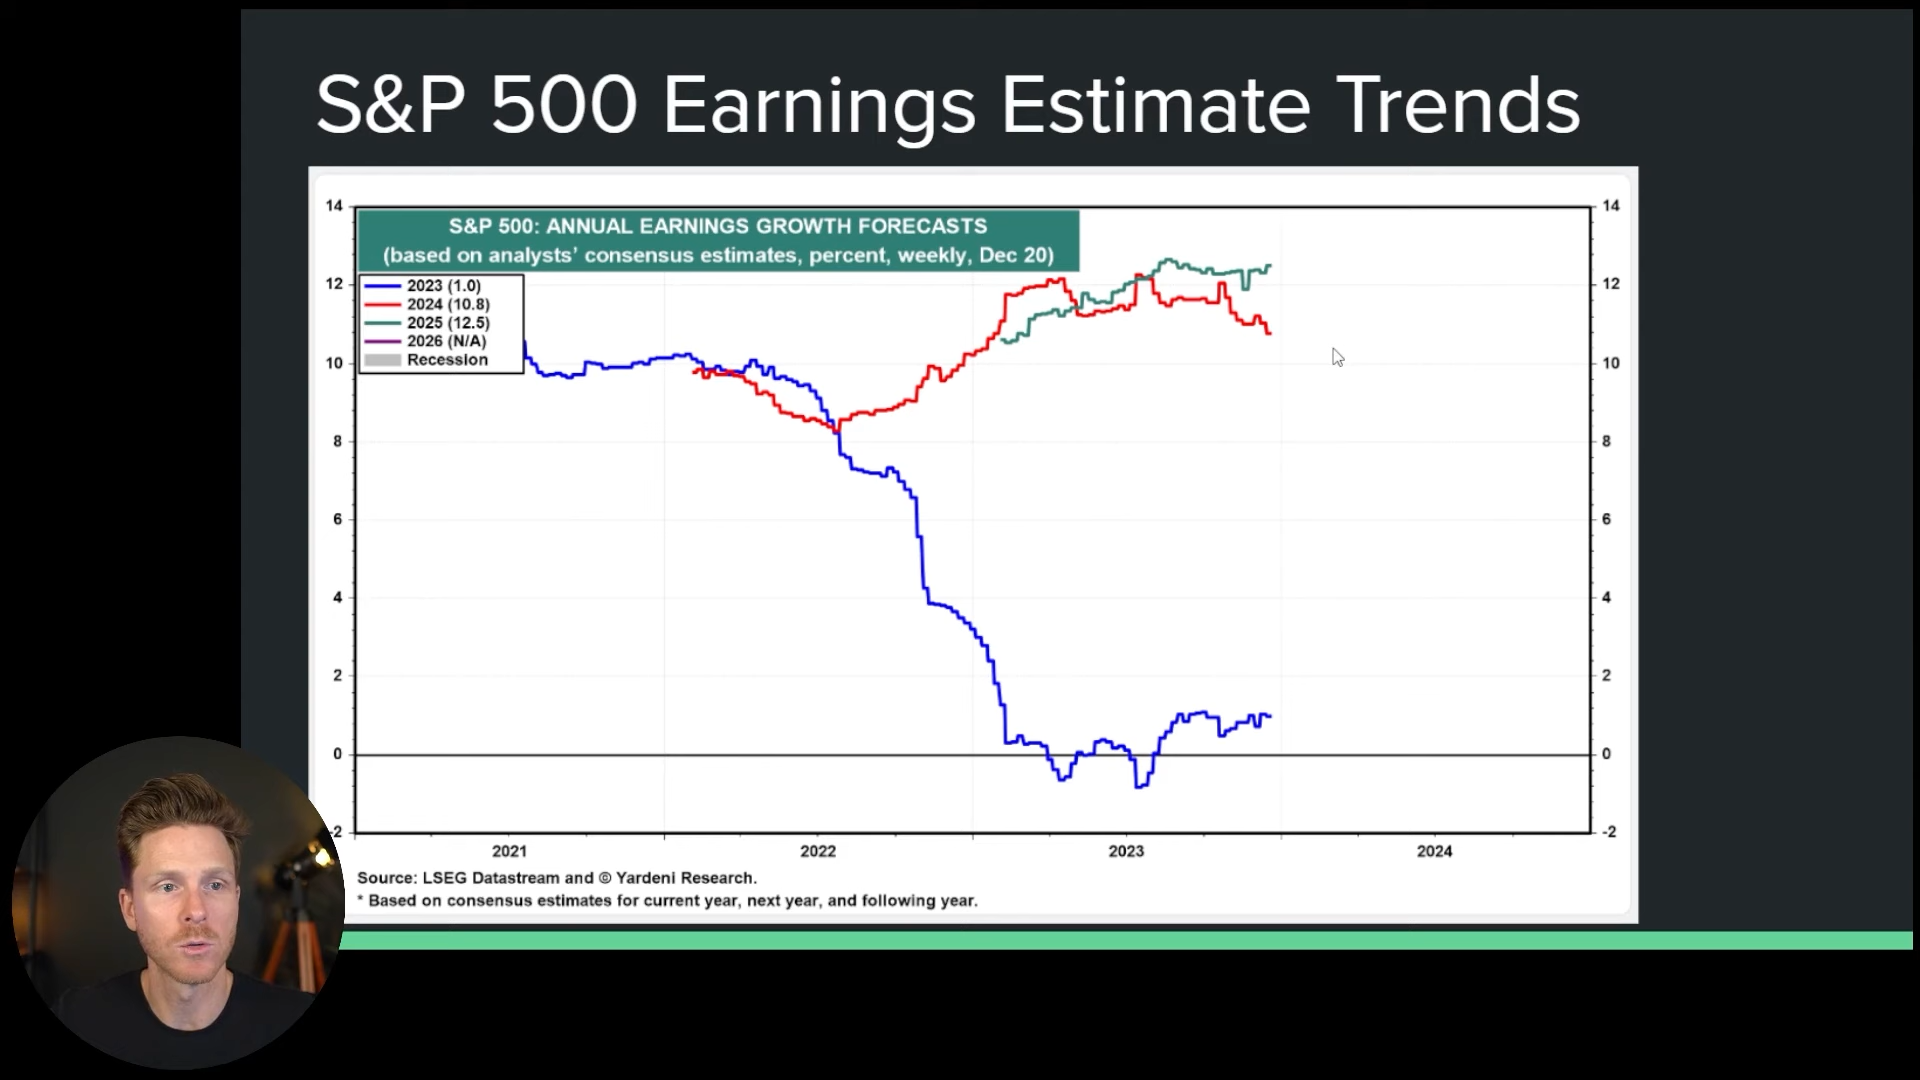 S&P 500 Earnings Estimate Trends
S&P 500: ANNUAL EARNINGS GROWTH FORECASTS
(based on analysts' consensus estimates, percent, weekly, Dec 20)
2023 (1.0)
2024 (10.8)
2025 (12.5)
2026 (N/A)
Recession
14
12
10
8
6
4
2
0
-2
14
12
10
8
6
4
2
0
-2
2021 2022 2023 2024
Source: LSEG Datastream and © Yardeni Research.
* Based on consensus estimates for current year, next year, and following year.